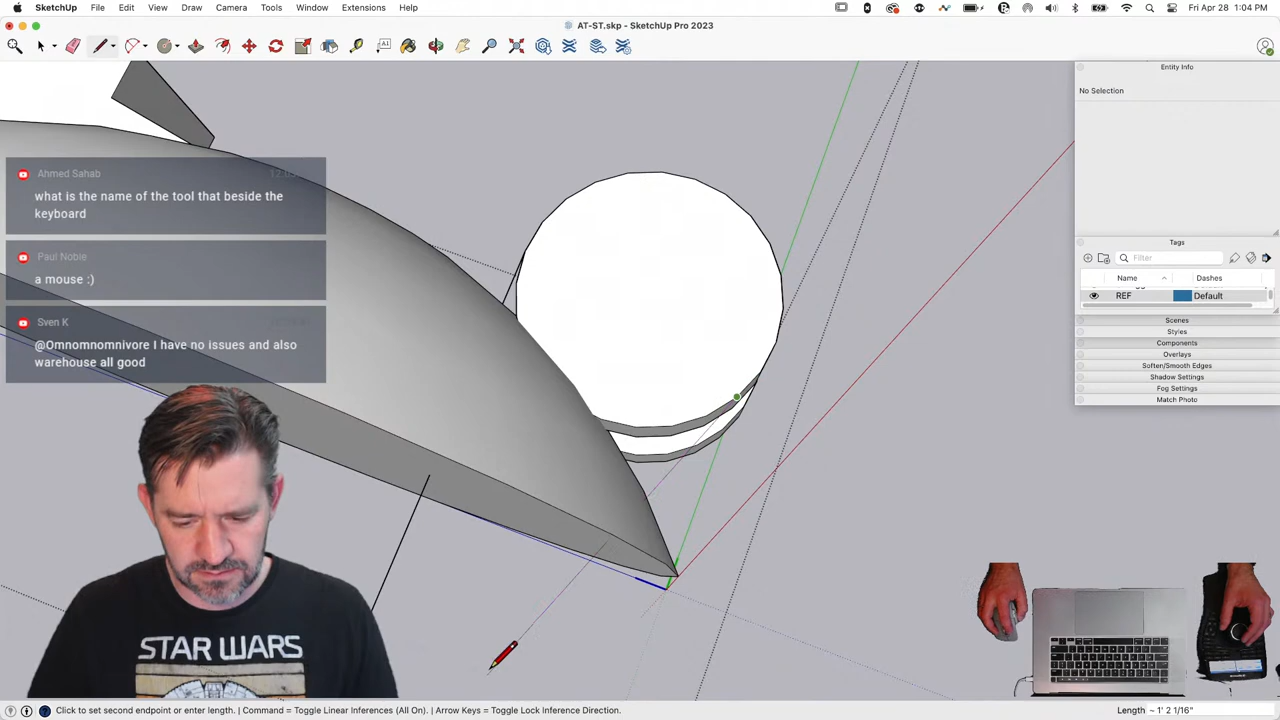 SketchUp File Edit View Draw Camera Tools Window Extensions Help
Fri Apr 28 1:04 PM
AT-ST.skp - SketchUp Pro 2023
Entity Info
No Selection
Ahmed Sahab
what is the name of the tool that beside the
keyboard
Paul Noble
a mouse :)
Sven K
@Omnomnomnivore I have no issues and also
warehouse all good
Tags
Filter
Name Dashes
REF Default
Scenes
Styles
Components
Overlays
Soften/Smooth Edges
Shadow Settings
Fog Settings
Match Photo
STAR WARS
Click to set second endpoint or enter length. | Command = Toggle Linear Inferences (All On). | Arrow Keys = Toggle Lock Inference Direction.
Length ~ 1' 2 1/16"